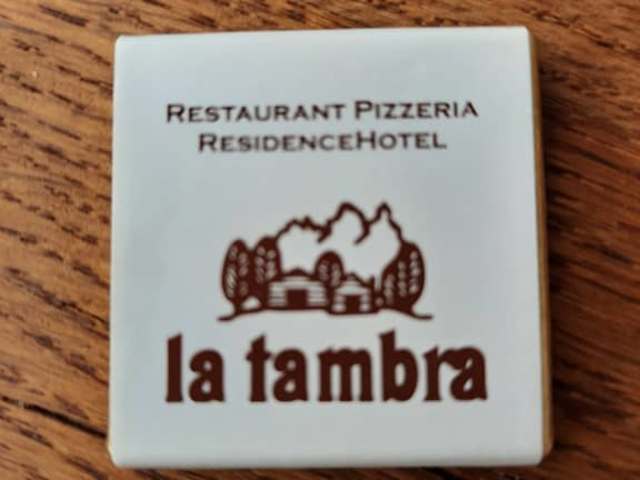 RESTAURANT PIZZERIA
RESIDENCEHOTEL
la tambra